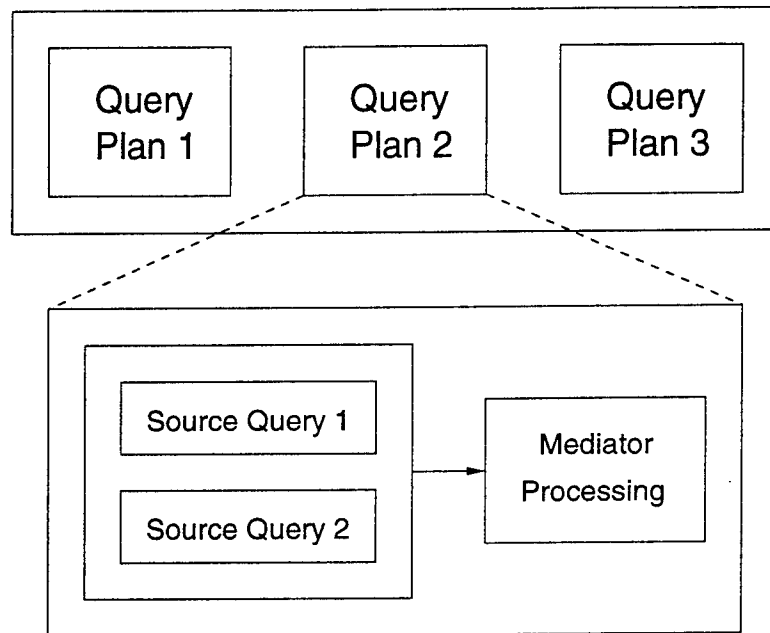 Query
Plan 1
Query
Plan 2
Query
Plan 3
Source Query 1
Source Query 2
Mediator
Processing